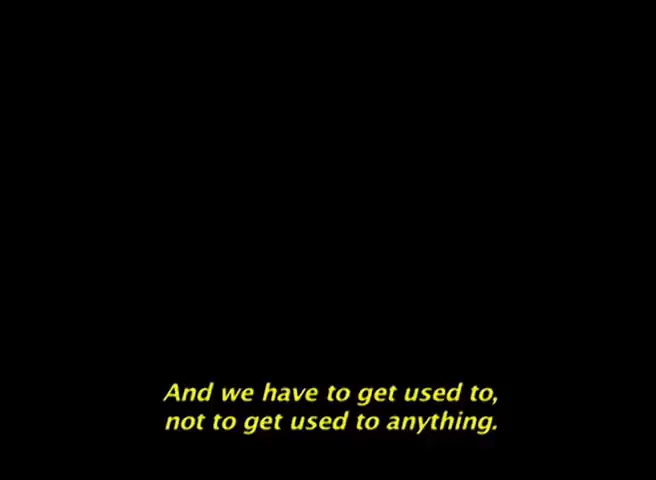 And we have to get used to,
not to get used to anything.